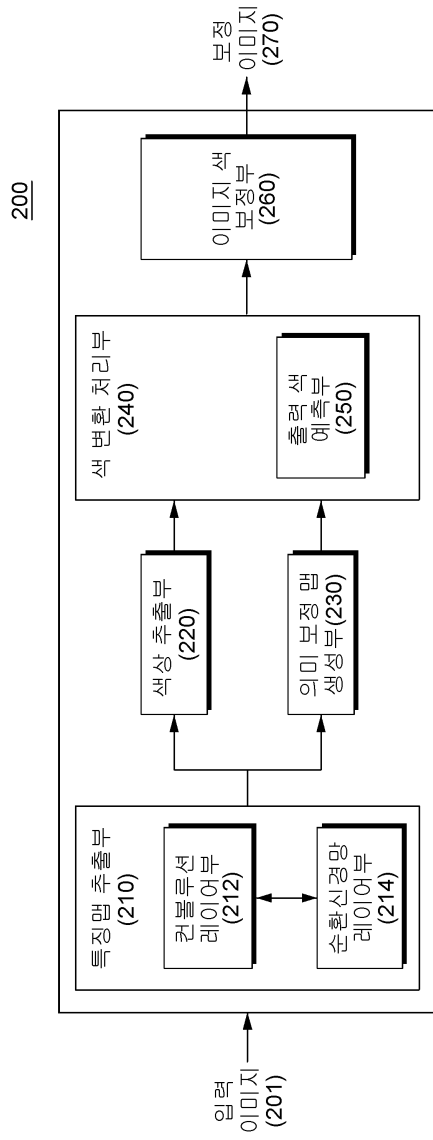 200
입력
이미지
(201)
특징맵 추출부
(210)
컨볼루션
레이어부
(212)
순환신경망
레이어부
(214)
색상 추출부
(220)
의미 보정 맵
생성부(230)
색 변환 처리부
(240)
출력 색
예측부
(250)
이미지 색
보정부
(260)
보정
이미지
(270)